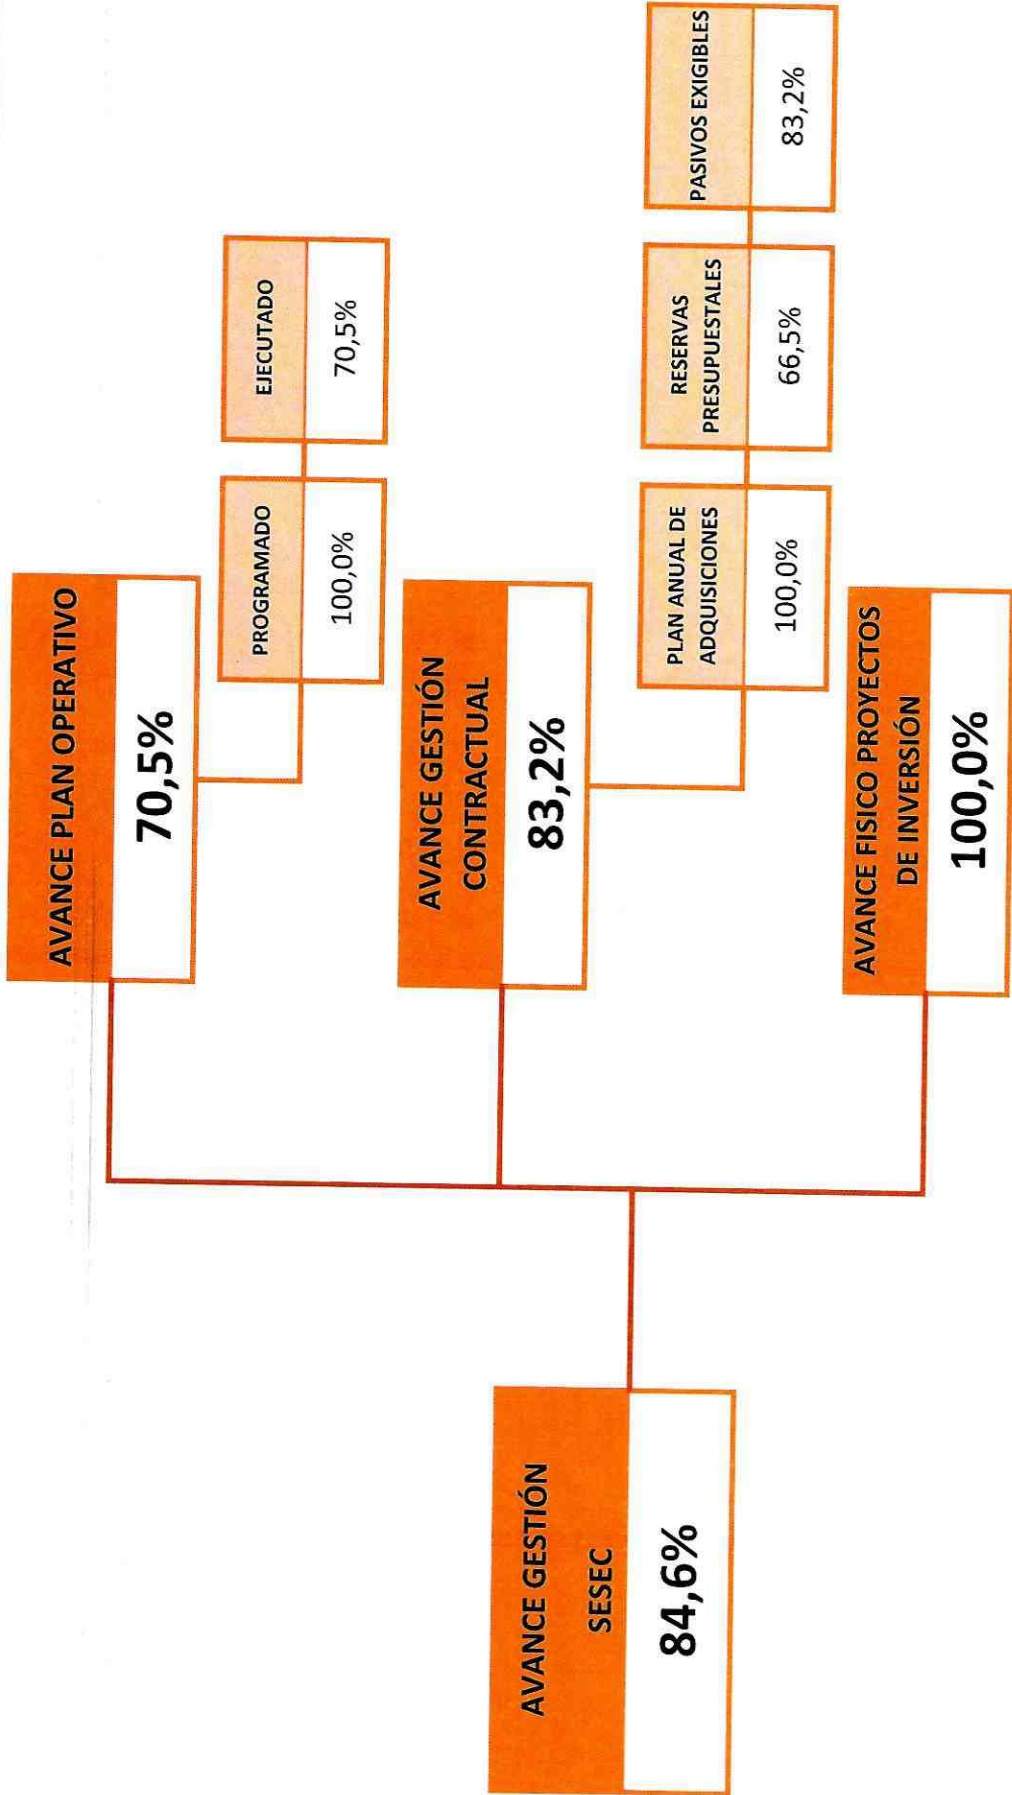 AVANCE GESTIÓN
SESEC
84,6%
AVANCE PLAN OPERATIVO
70,5%
PROGRAMADO
100,0%
EJECUTADO
70,5%
AVANCE GESTIÓN
CONTRACTUAL
83,2%
PLAN ANUAL DE
ADQUISICIONES
100,0%
RESERVAS
PRESUPUESTALES
66,5%
PASIVOS EXIGIBLES
83,2%
AVANCE FISICO PROYECTOS
DE INVERSIÓN
100,0%